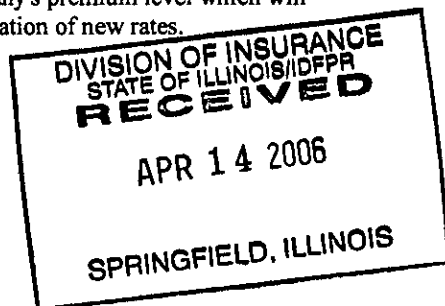 's premium level which will
ation of new rates.
DIVISION OF INSURANCE
STATE OF ILLINOIS/IDFPR
RECEIVED
APR 14 2006
SPRINGFIELD, ILLINOIS